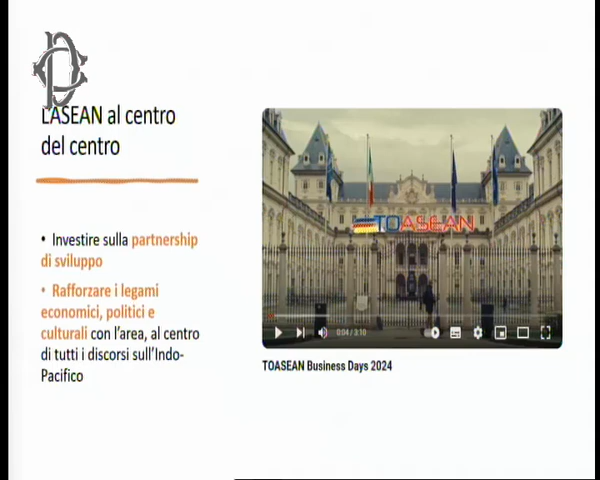 L'ASEAN al centro
del centro
• Investire sulla partnership
di sviluppo
• Rafforzare i legami
economici, politici e
culturali con l'area, al centro
di tutti i discorsi sull'Indo-
Pacifico
TOASEAN
0:04 / 3:10
TOASEAN Business Days 2024